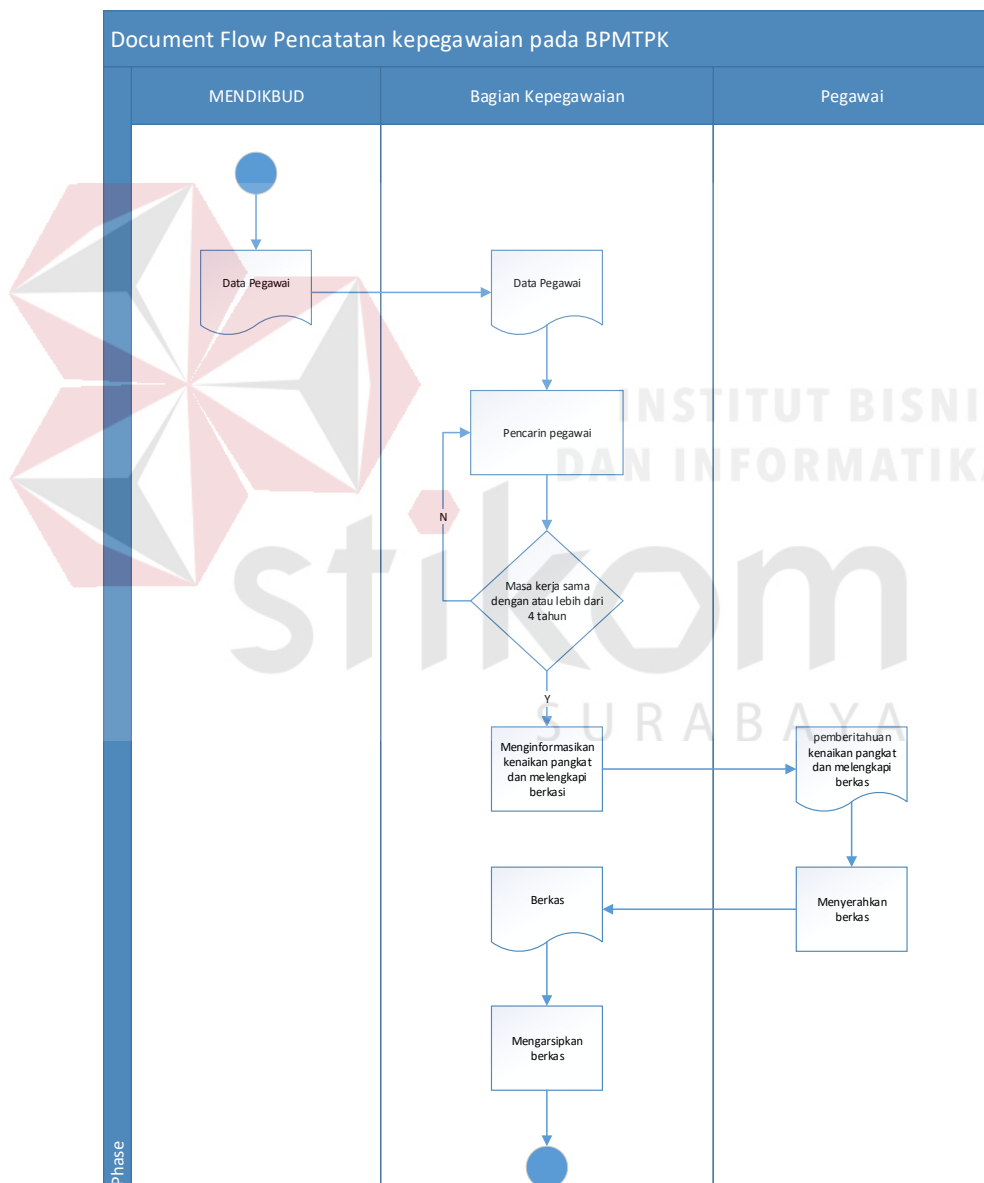 Document Flow Pencatatan kepegawaian pada BPMTPK
MENDIKBUD
Bagian Kepegawaian
Pegawai
Data Pegawai
Data Pegawai
Pencarin pegawai
INSTITUT BISNI
DAN INFORMATIKA
N
stikom
Masa kerja sama
dengan atau lebih dari
4 tahun
Y
SURABAYA
Menginformasikan
kenaikan pangkat
dan melengkapi
berkasi
pemberitahuan
kenaikan pangkat
dan melengkapi
berkas
Berkas
Menyerahkan
berkas
Mengarsipkan
berkas
Phase